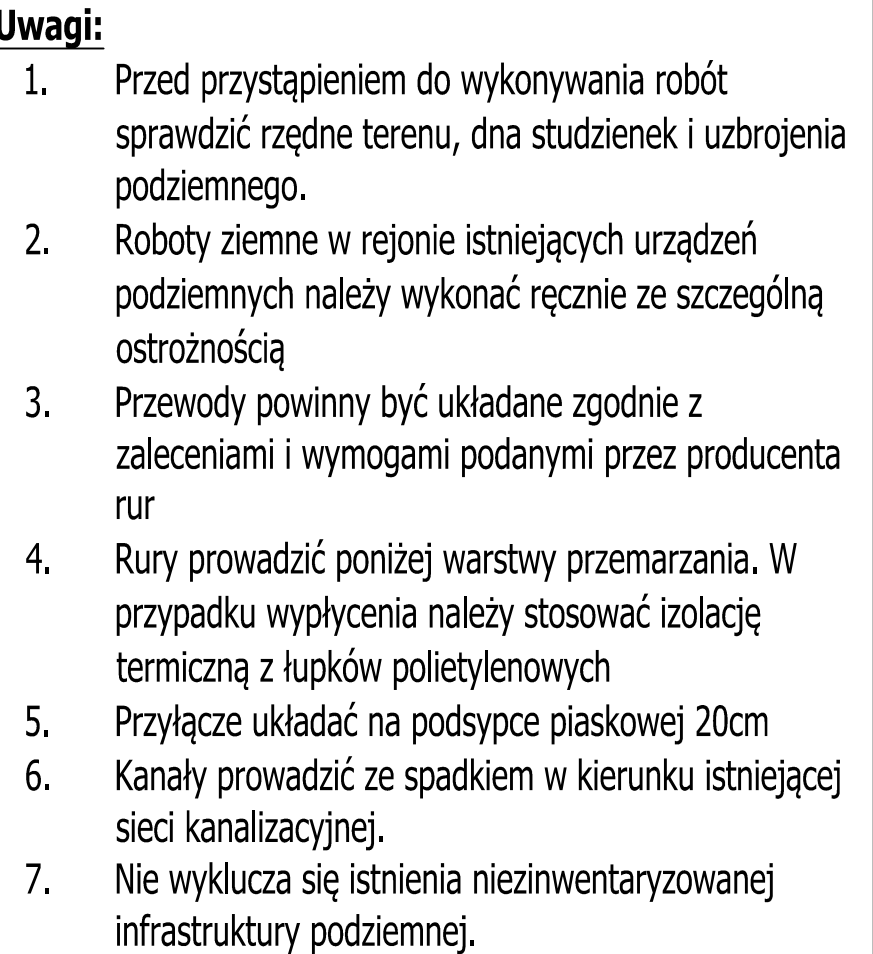 Uwagi:
1. Przed przystąpieniem do wykonywania robót
sprawdzić rzędne terenu, dna studzienek i uzbrojenia
podziemnego.
2. Roboty ziemne w rejonie istniejących urządzeń
podziemnych należy wykonać ręcznie ze szczególną
ostrożnością
3. Przewody powinny być układane zgodnie z
zaleceniami i wymogami podanymi przez producenta
rur
4. Rury prowadzić poniżej warstwy przemarzania. W
przypadku wypłycenia należy stosować izolację
termiczną z łupków polietylenowych
5. Przyłącze układać na podsypce piaskowej 20cm
6. Kanały prowadzić ze spadkiem w kierunku istniejącej
sieci kanalizacyjnej.
7. Nie wyklucza się istnienia niezinwentaryzowanej
infrastruktury podziemnej.